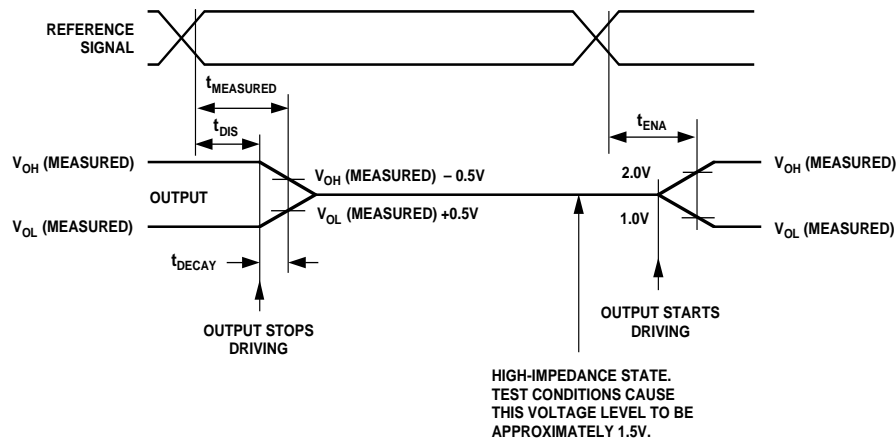 REFERENCE
SIGNAL
tMEASURED
tDIS
tENA
VOH (MEASURED)
VOH (MEASURED) – 0.5V
2.0V
VOH (MEASURED)
OUTPUT
VOL (MEASURED)
VOL (MEASURED) +0.5V
1.0V
VOL (MEASURED)
tDECAY
OUTPUT STOPS
DRIVING
OUTPUT STARTS
DRIVING
HIGH-IMPEDANCE STATE.
TEST CONDITIONS CAUSE
THIS VOLTAGE LEVEL TO BE
APPROXIMATELY 1.5V.